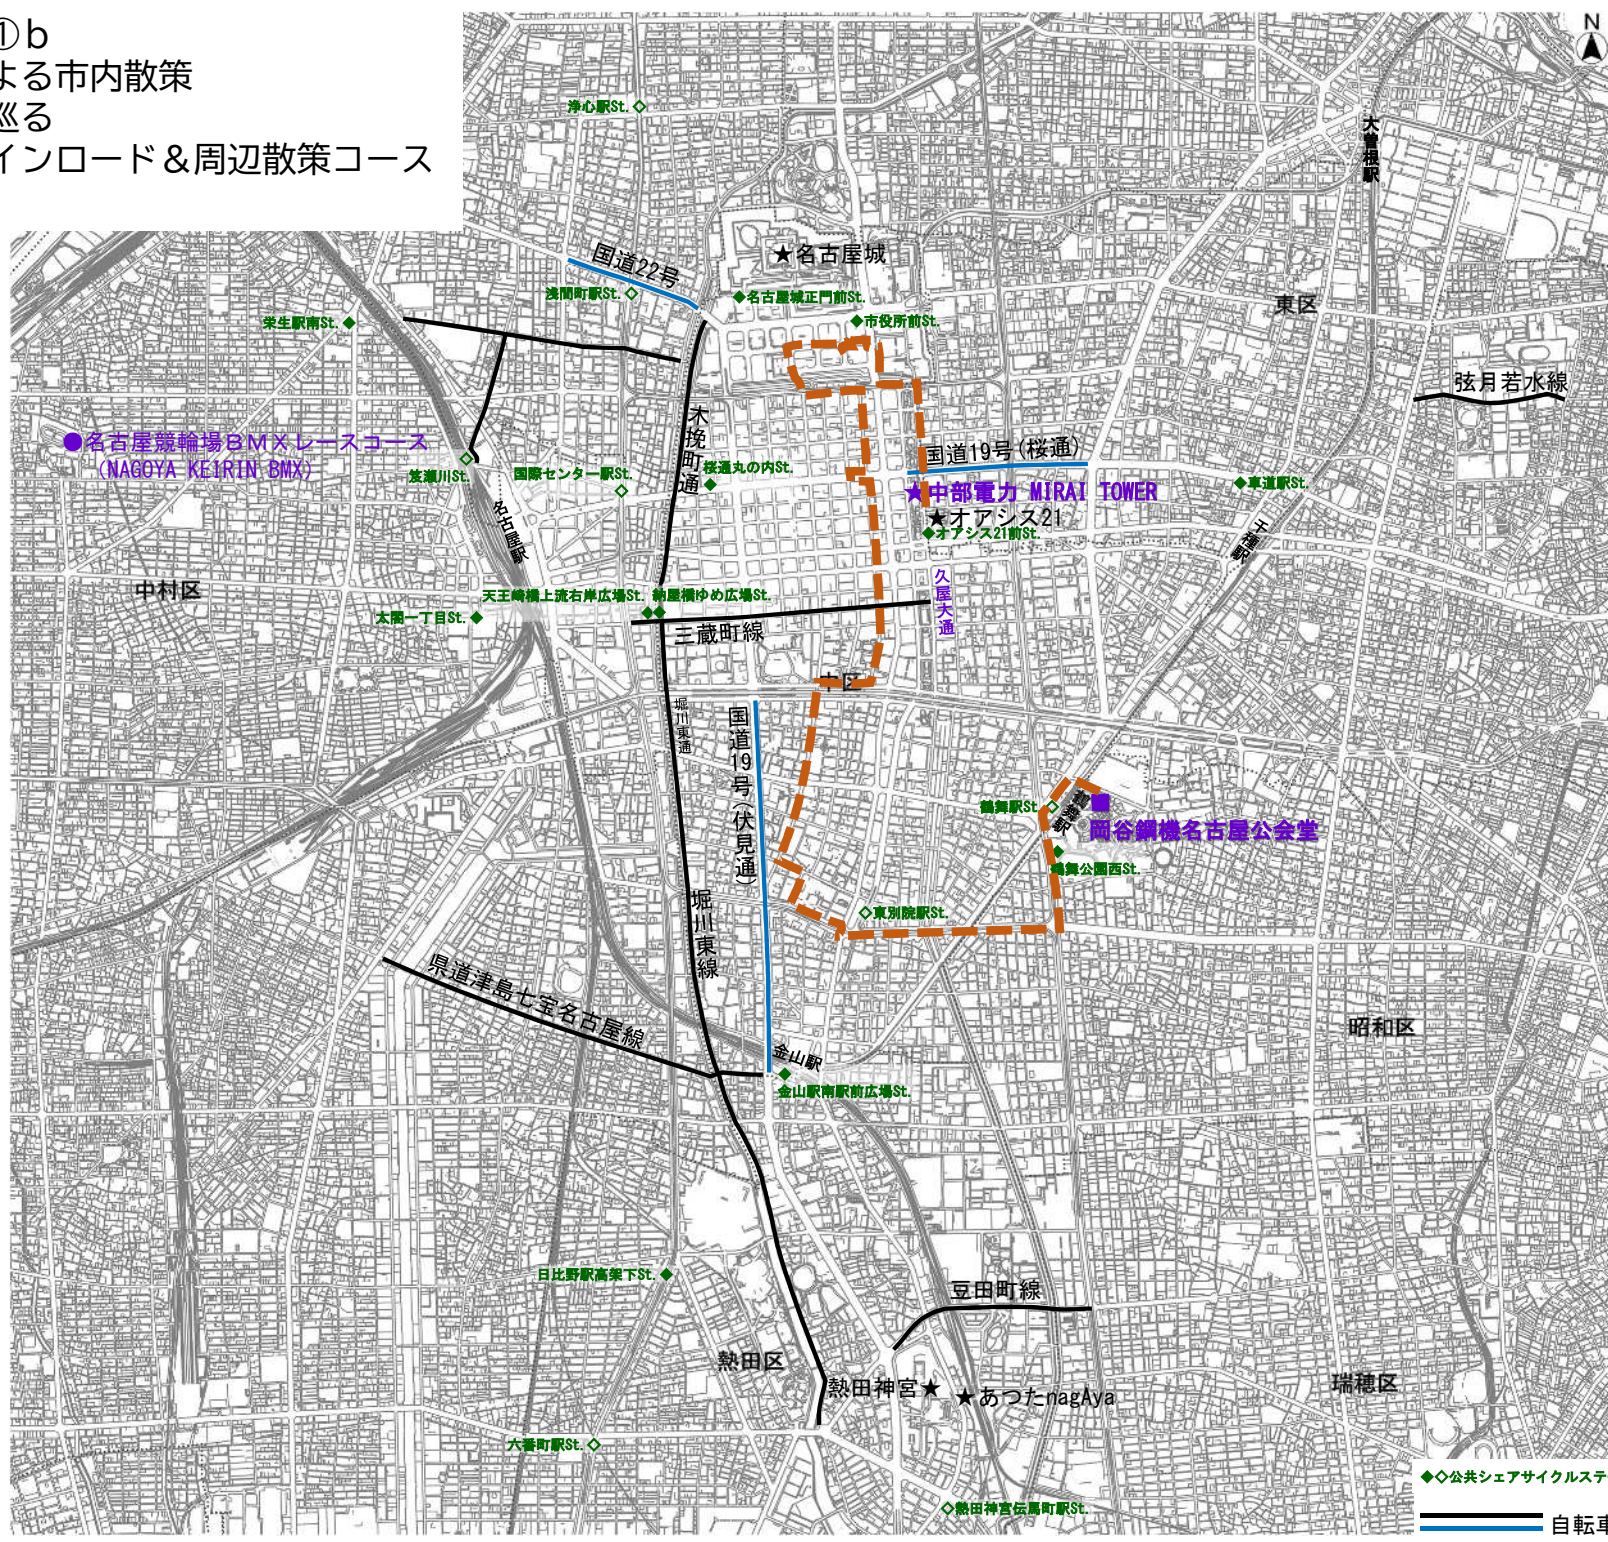 ①b
よる市内散策
巡る
インロード＆周辺散策コース
N
浄心駅St.◇
大曽根駅
国道22号
★名古屋城
浅間町駅St.◇
◆名古屋城正門前St.
東区
栄生駅南St.◆
◆市役所前St.
弦月若水線
木挽町通
●名古屋競輪場BMXレースコース
(NAGOYA KEIRIN BMX)
国道19号(桜通)
笈瀬川St.
国際センター駅St.
桜通丸の内St.
◆車道駅St.
★中部電力 MIRAI TOWER
★オアシス21
◆オアシス21前St.
名古屋駅
千種駅
中村区
久屋大通
天王崎橋上流右岸広場St.
納屋橋ゆめ広場St.
太閤一丁目St.◆
三蔵町線
中区
堀川東通
国道19号(伏見通)
鶴舞駅St.◇
鶴舞駅
岡谷鋼機名古屋公会堂
鶴舞公園西St.
堀川東線
◇東別院駅St.
県道津島七宝名古屋線
昭和区
金山駅
金山駅南駅前広場St.
日比野駅高架下St.◆
豆田町線
熱田区
熱田神宮★
★あつたnagAya
瑞穂区
六番町駅St.◇
◆◇公共シェアサイクルステ
◇熱田神宮伝馬町駅St.
自転車